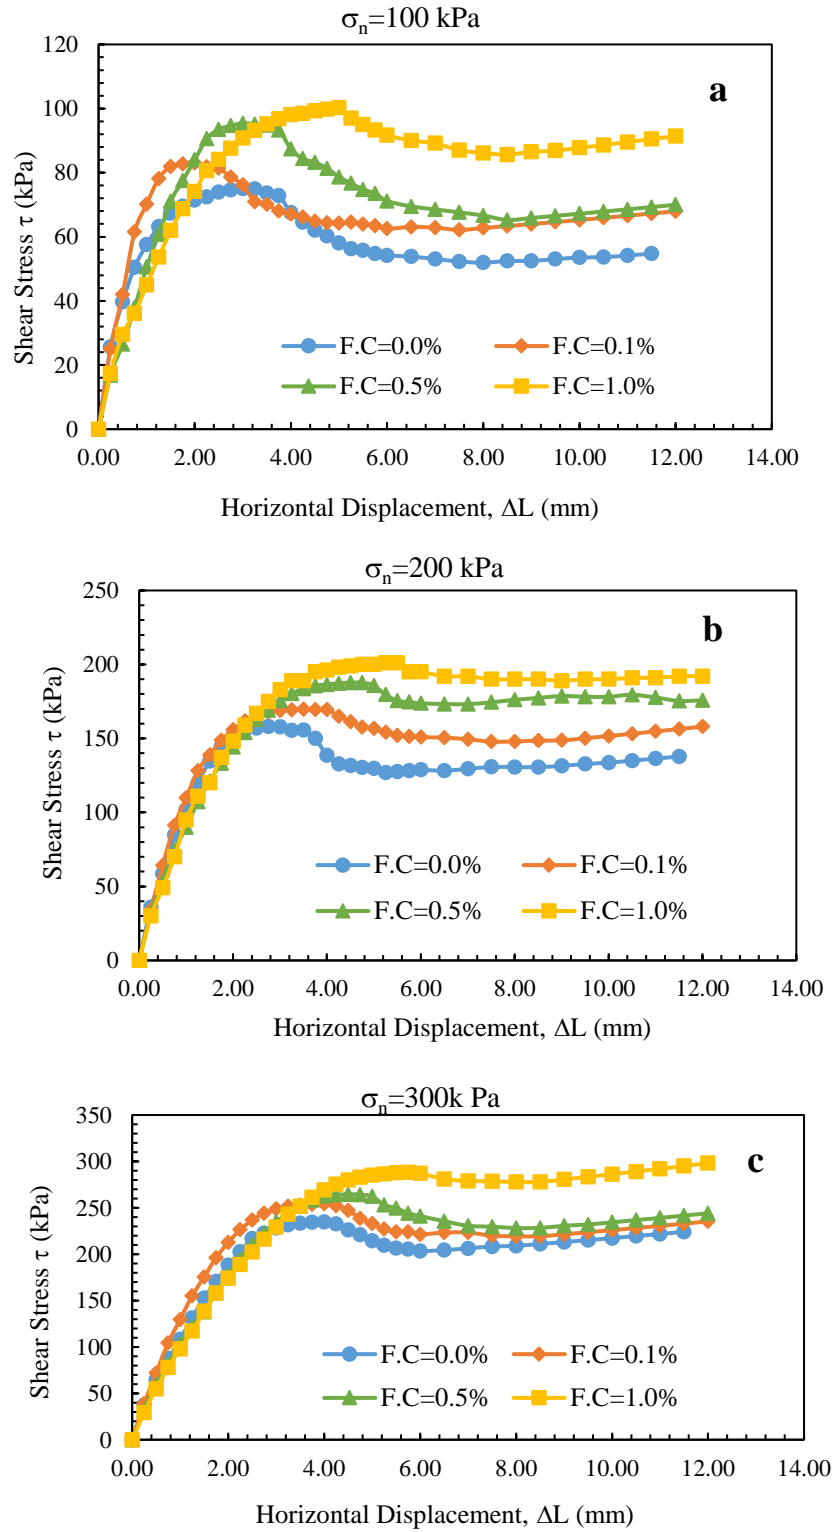 σn=100 kPa
120
100
80
60
40
20
0
Shear Stress τ (kPa)
a
F.C=0.0% F.C=0.1%
F.C=0.5% F.C=1.0%
0.00 2.00 4.00 6.00 8.00 10.00 12.00 14.00
Horizontal Displacement, ΔL (mm)
σn=200 kPa
250
200
150
100
50
0
Shear Stress τ (kPa)
b
F.C=0.0% F.C=0.1%
F.C=0.5% F.C=1.0%
0.00 2.00 4.00 6.00 8.00 10.00 12.00 14.00
Horizontal Displacement, ΔL (mm)
σn=300k Pa
350
300
250
200
150
100
50
0
Shear Stress τ (kPa)
c
F.C=0.0% F.C=0.1%
F.C=0.5% F.C=1.0%
0.00 2.00 4.00 6.00 8.00 10.00 12.00 14.00
Horizontal Displacement, ΔL (mm)